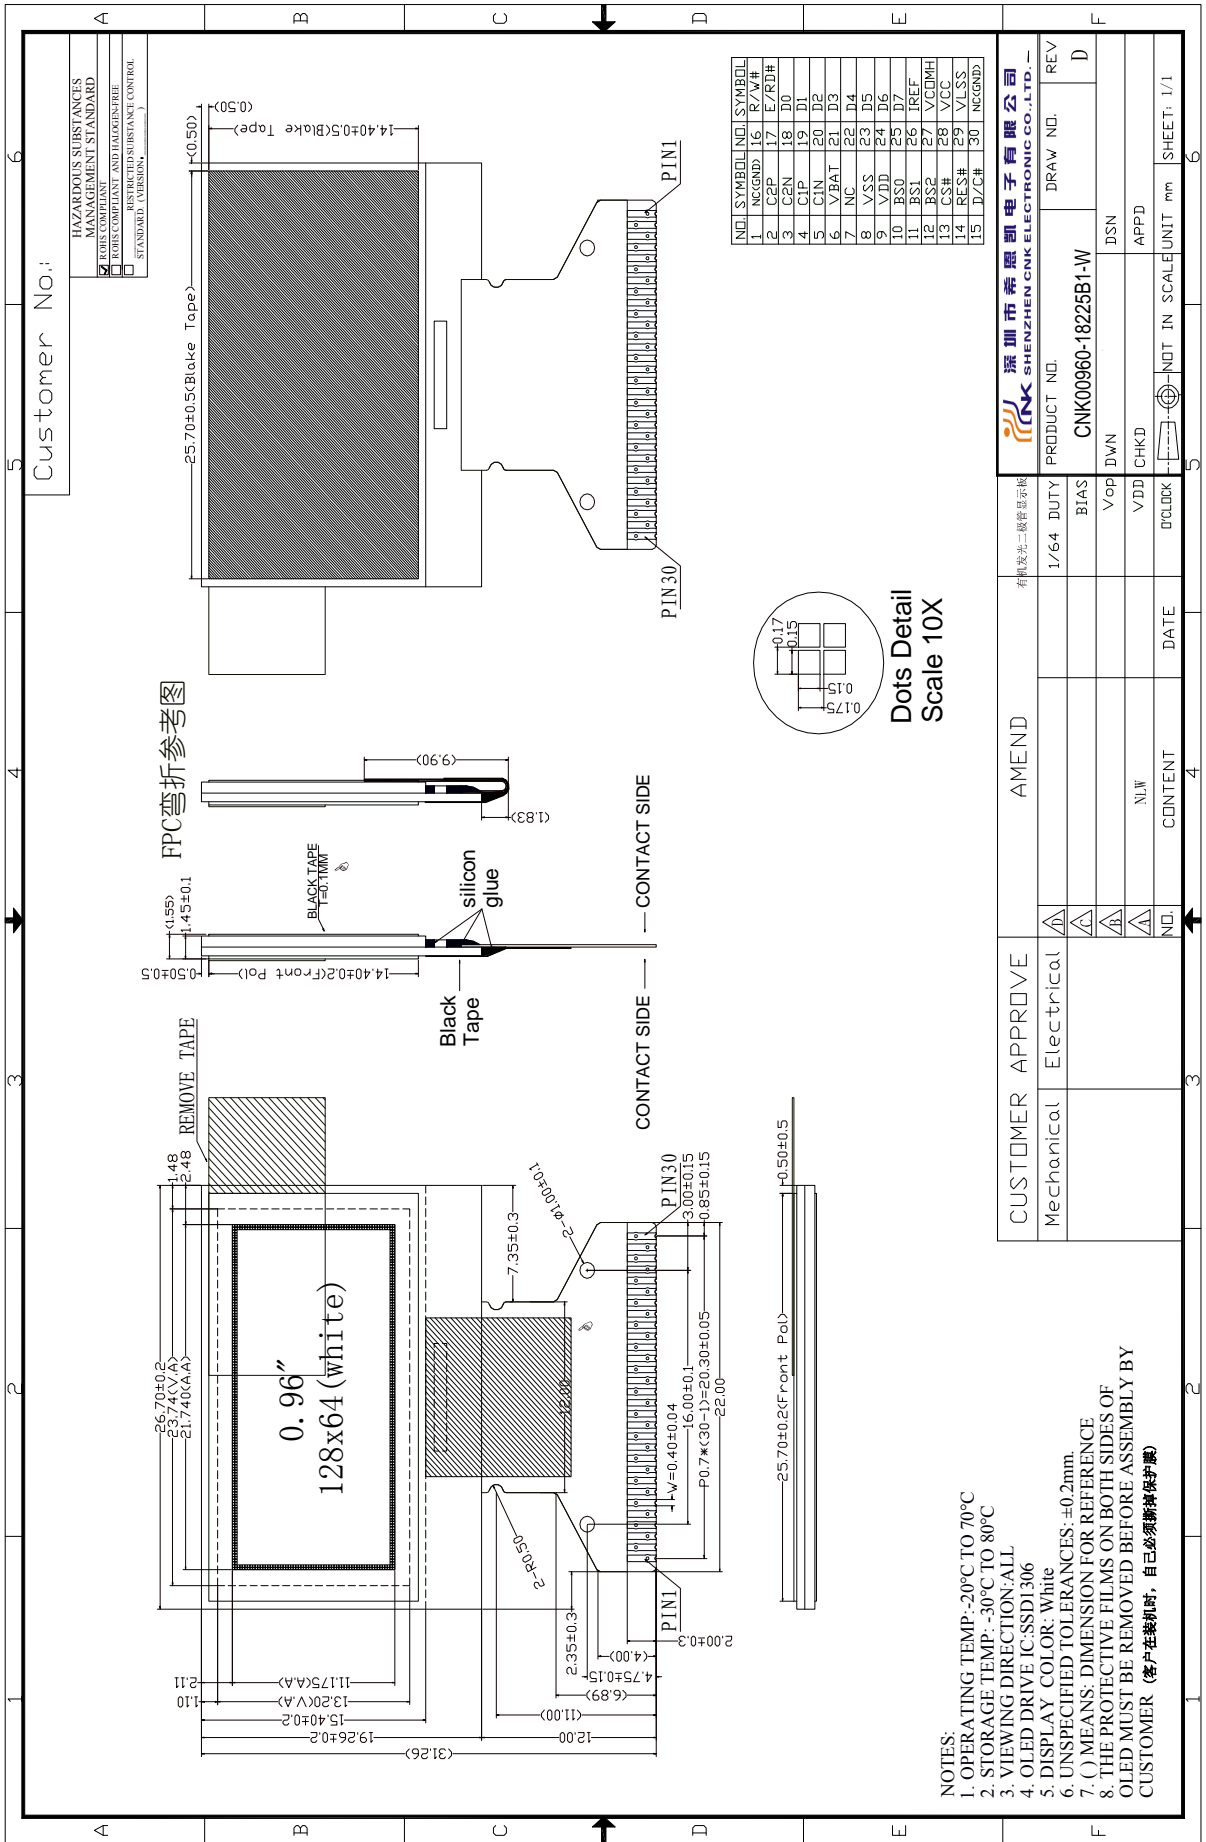 Customer No.:
HAZARDOUS SUBSTANCES
MANAGEMENT STANDARD
ROHS COMPLIANT
ROHS COMPLIANT AND HALOGEN-FREE
RESTRICTED SUBSTANCE CONTROL
STANDARD. (VERSION: )
1 2 3 4 5 6
A
B
C
D
E
F
26.70±0.2
23.74(V.A)
21.740(A.A)
1.48
2.48
REMOVE TAPE
0.96"
128x64(white)
2.11
1.10
11.175(A.A)
13.20(V.A)
15.40±0.2
19.26±0.2
(31.26)
12.00
(11.00)
(6.89)
4.75±0.15
(4.00)
2.00±0.3
2.35±0.3
2-R0.50
12.00
7.35±0.3
2-Ø1.00±0.1
PIN1
PIN30
W=0.40±0.04
16.00±0.1
3.00±0.15
P0.7*(30-1)=20.30±0.05
0.85±0.15
22.00
25.70±0.2(Front Pol)
0.50±0.5
FPC弯折参考图
(1.55)
1.45±0.1
0.50±0.5
14.40±0.2(Front Pol)
BLACK TAPE
T=0.1MM
Black
Tape
silicon
glue
CONTACT SIDE
CONTACT SIDE
(9.90)
(1.83)
25.70±0.5(Blake Tape)
(0.50)
(0.50)
14.40±0.5(Blake Tape)
PIN30
PIN1
0.17
0.15
0.15
0.175
Dots Detail
Scale 10X
NO. SYMBOL NO. SYMBOL
1 NC(GND) 16 R/W#
2 C2P 17 E/RD#
3 C2N 18 D0
4 C1P 19 D1
5 C1N 20 D2
6 VBAT 21 D3
7 NC 22 D4
8 VSS 23 D5
9 VDD 24 D6
10 BS0 25 D7
11 BS1 26 IREF
12 BS2 27 VCOMH
13 CS# 28 VCC
14 RES# 29 VLSS
15 D/C# 30 NC(GND)
NOTES:
1. OPERATING TEMP:-20°C TO 70°C
2. STORAGE TEMP: -30°C TO 80°C
3. VIEWING DIRECTION:ALL
4. OLED DRIVE IC:SSD1306
5. DISPLAY COLOR: White
6. UNSPECIFIED TOLERANCES: ±0.2mm.
7. ( ) MEANS: DIMENSION FOR REFERENCE
8. THE PROTECTIVE FILMS ON BOTH SIDES OF
OLED MUST BE REMOVED BEFORE ASSEMBLY BY
CUSTOMER (客户在装机时，自己必须撕掉保护膜)
CUSTOMER APPROVE
Mechanical Electrical
AMEND
D
C
B
A NLW
NO. CONTENT DATE
有机发光二极管显示板
1/64 DUTY
BIAS
Vop
VDD
O'CLOCK
CNK 深圳市希恩凯电子有限公司
SHENZHEN CNK ELECTRONIC CO.,LTD.
PRODUCT NO. DRAW NO. REV
CNK00960-18225B1-W D
DWN DSN
CHKD APPD
NOT IN SCALE UNIT mm SHEET: 1/1
1 2 3 4 5 6
A
B
C
D
E
F